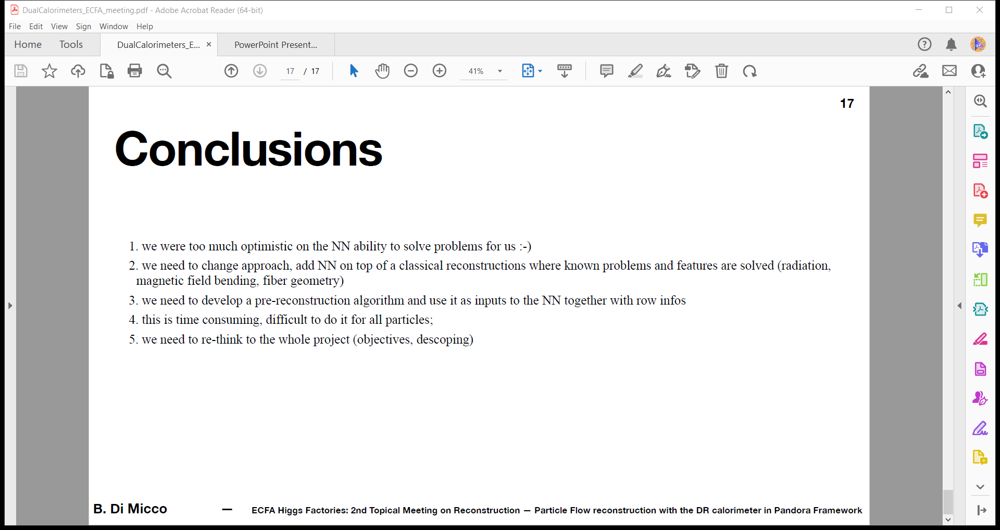 DualCalorimeters_ECFA_meeting.pdf - Adobe Acrobat Reader (64-bit)
File Edit View Sign Window Help
Home Tools DualCalorimeters_E... × PowerPoint Present...
17 / 17 41%
17
Conclusions
1. we were too much optimistic on the NN ability to solve problems for us :-)
2. we need to change approach, add NN on top of a classical reconstructions where known problems and features are solved (radiation,
magnetic field bending, fiber geometry)
3. we need to develop a pre-reconstruction algorithm and use it as inputs to the NN together with row infos
4. this is time consuming, difficult to do it for all particles;
5. we need to re-think to the whole project (objectives, descoping)
B. Di Micco — ECFA Higgs Factories: 2nd Topical Meeting on Reconstruction — Particle Flow reconstruction with the DR calorimeter in Pandora Framework